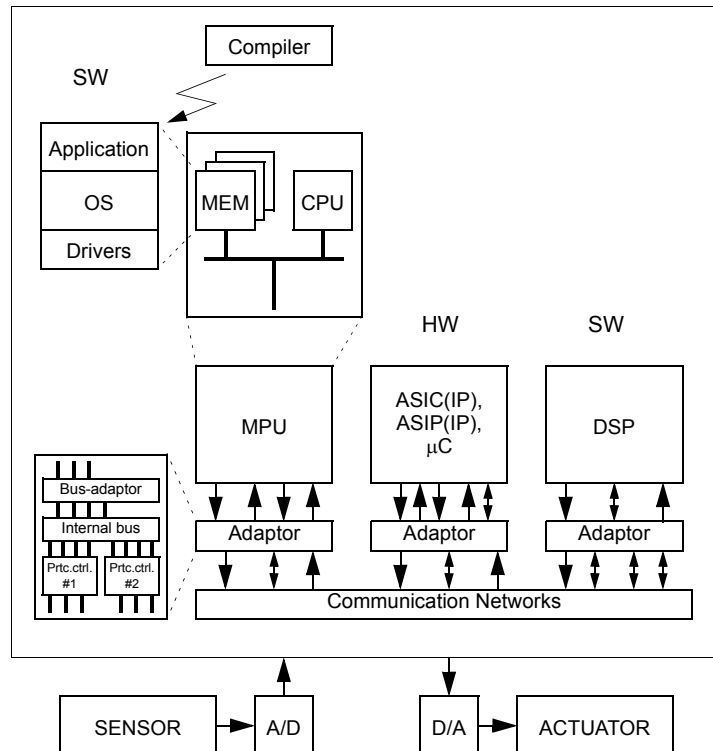 Compiler
SW
Application
OS
Drivers
MEM
CPU
HW
SW
MPU
ASIC(IP),
ASIP(IP),
μC
DSP
Bus-adaptor
Internal bus
Prtc.ctrl.
#1
Prtc.ctrl.
#2
Adaptor
Adaptor
Adaptor
Communication Networks
SENSOR
A/D
D/A
ACTUATOR